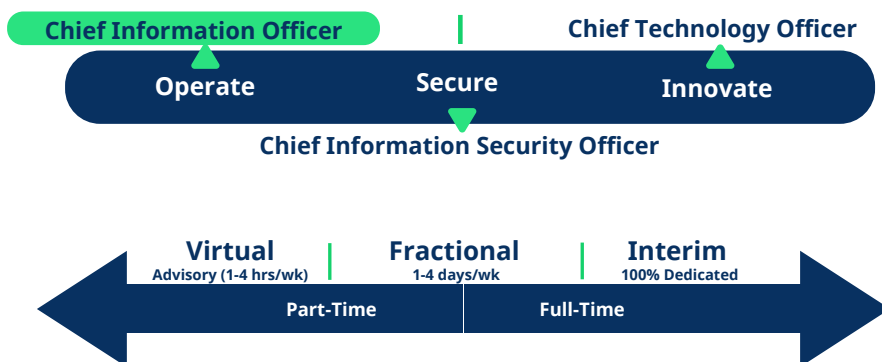 Chief Information Officer
Chief Technology Officer
Operate
Secure
Innovate
Chief Information Security Officer
Virtual
Fractional
Interim
Advisory (1-4 hrs/wk)
1-4 days/wk
100% Dedicated
Part-Time
Full-Time